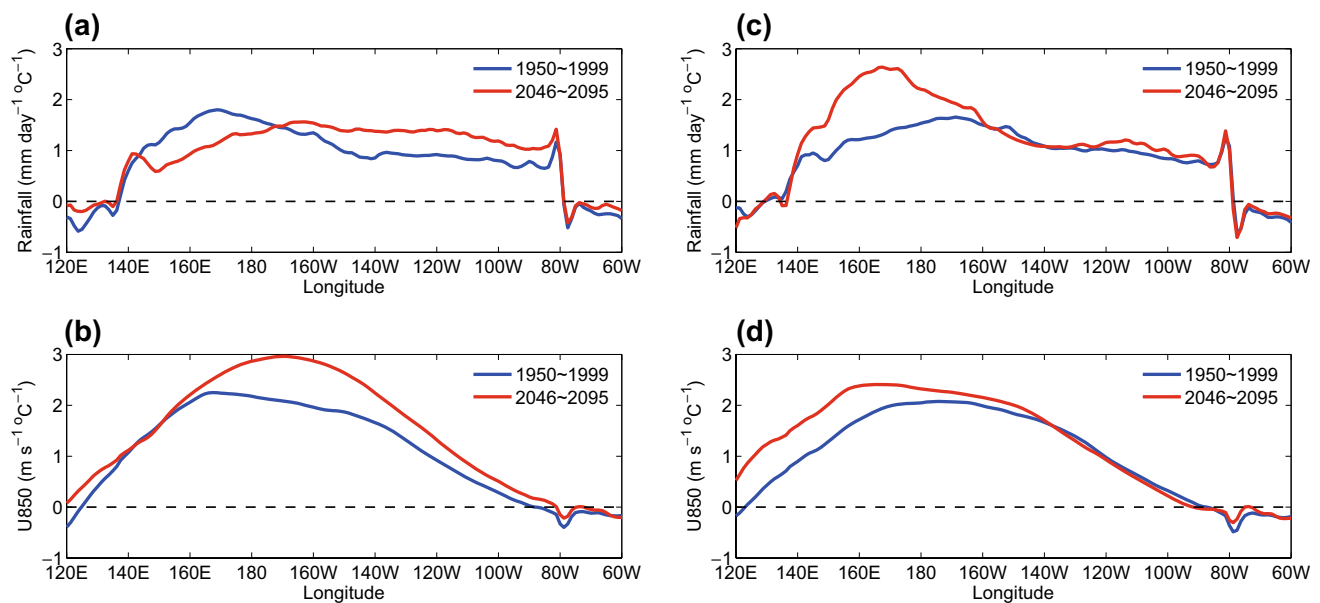 (a)
Rainfall (mm day⁻¹ °C⁻¹)
3
2
1
0
−1
1950~1999
2046~2095
120E 140E 160E 180 160W 140W 120W 100W 80W 60W
Longitude
(c)
Rainfall (mm day⁻¹ °C⁻¹)
3
2
1
0
−1
1950~1999
2046~2095
120E 140E 160E 180 160W 140W 120W 100W 80W 60W
Longitude
(b)
U850 (m s⁻¹ °C⁻¹)
3
2
1
0
−1
1950~1999
2046~2095
120E 140E 160E 180 160W 140W 120W 100W 80W 60W
Longitude
(d)
U850 (m s⁻¹ °C⁻¹)
3
2
1
0
−1
1950~1999
2046~2095
120E 140E 160E 180 160W 140W 120W 100W 80W 60W
Longitude